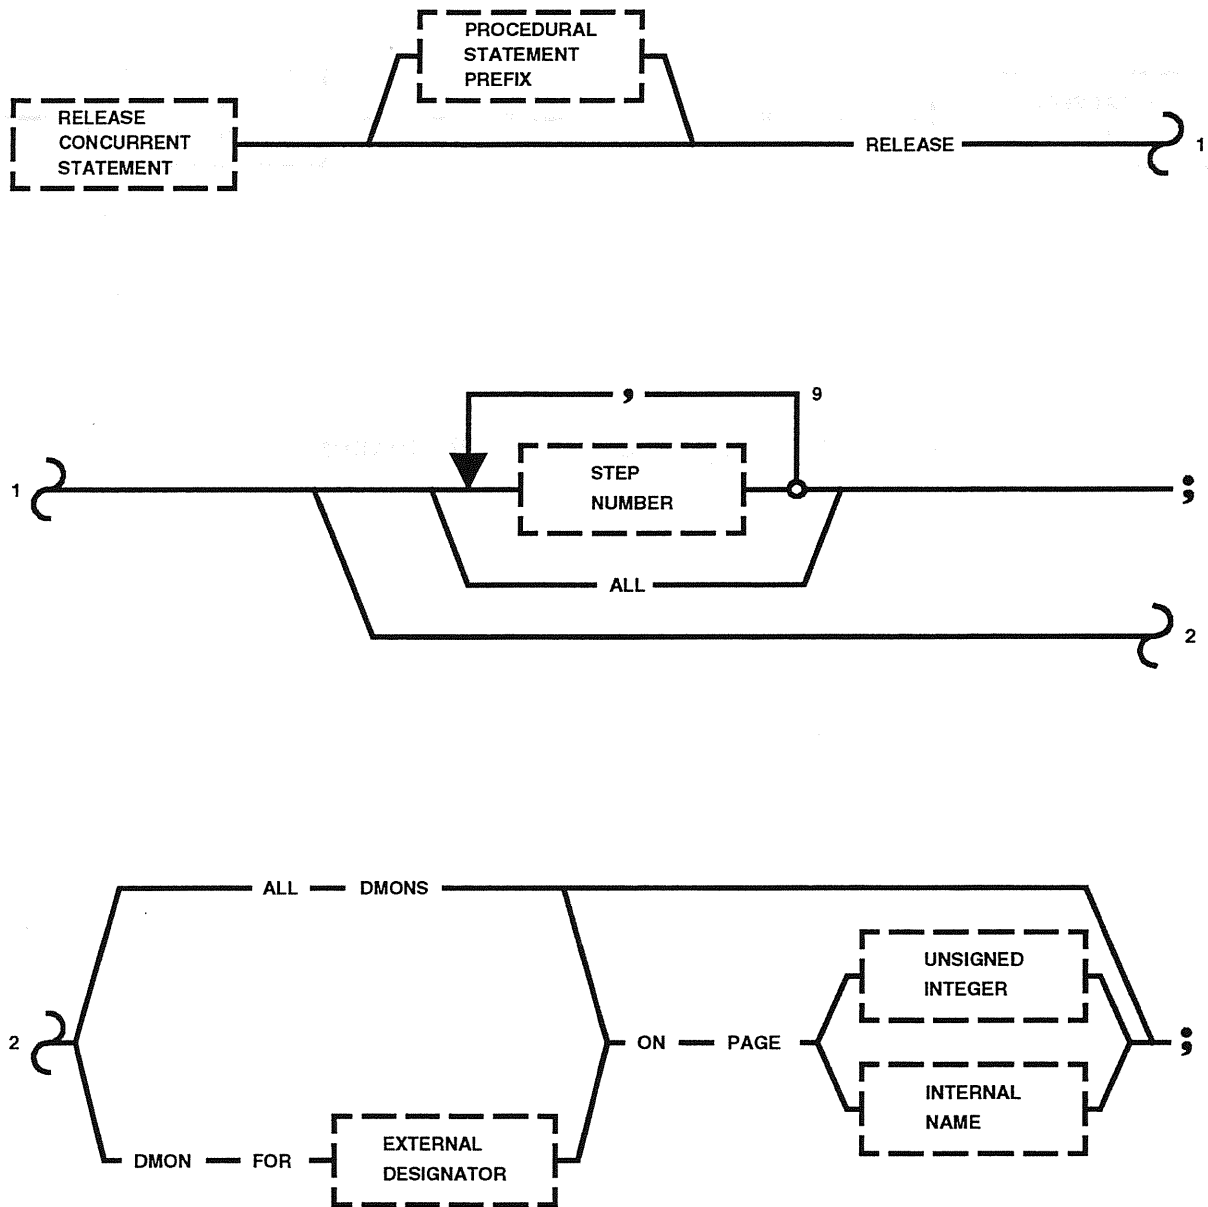 PROCEDURAL
STATEMENT
PREFIX
RELEASE
CONCURRENT
STATEMENT
RELEASE
1
, 9
1
STEP
NUMBER
;
ALL
2
ALL DMONS
UNSIGNED
INTEGER
2
ON PAGE
;
INTERNAL
NAME
DMON FOR
EXTERNAL
DESIGNATOR